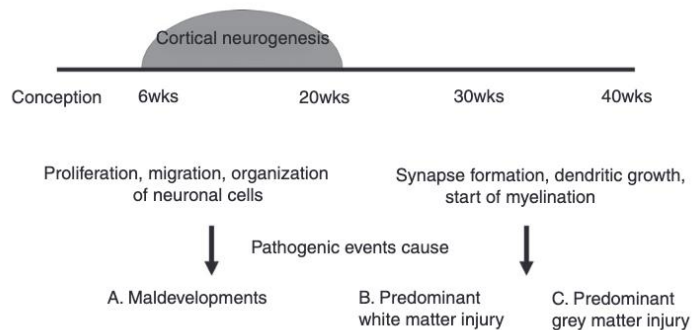 Cortical neurogenesis
Conception 6wks 20wks 30wks 40wks
Proliferation, migration, organization
of neuronal cells
Synapse formation, dendritic growth,
start of myelination
Pathogenic events cause
A. Maldevelopments
B. Predominant
white matter injury
C. Predominant
grey matter injury